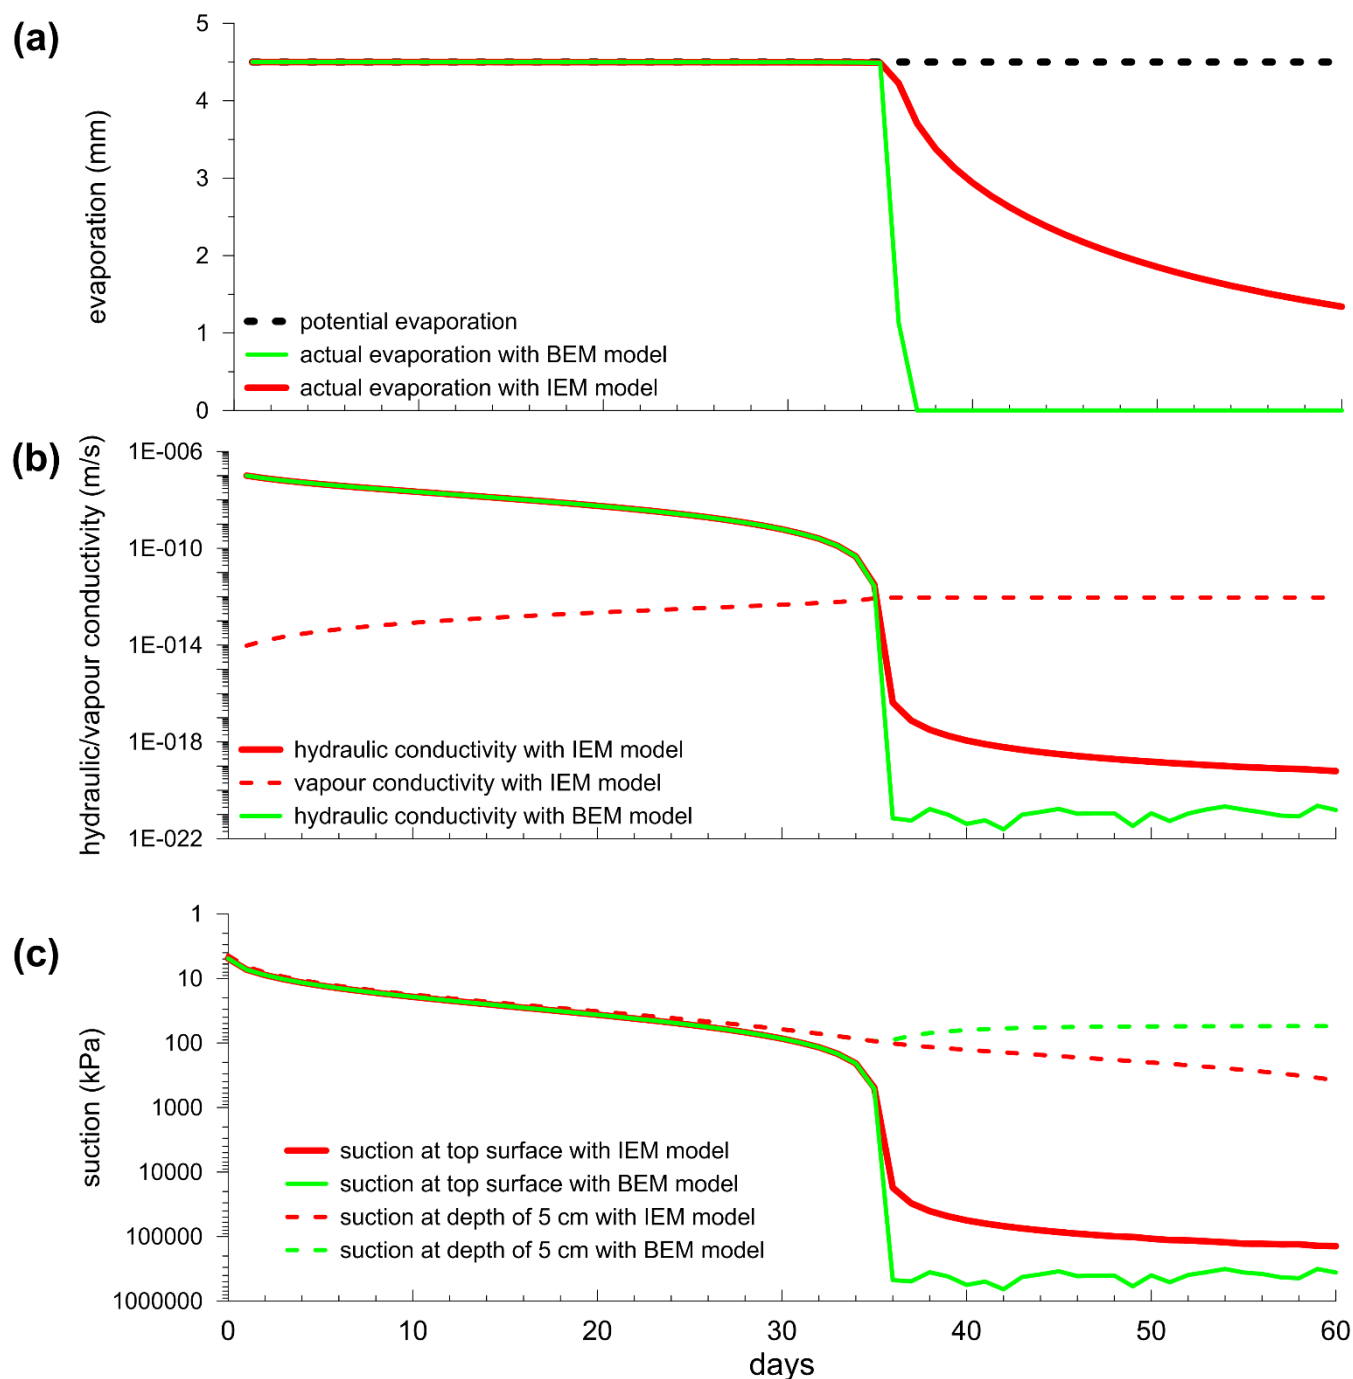 (a)
evaporation (mm)
5
4
3
2
1
0
potential evaporation
actual evaporation with BEM model
actual evaporation with IEM model
(b)
hydraulic/vapour conductivity (m/s)
1E-006
1E-010
1E-014
1E-018
1E-022
hydraulic conductivity with IEM model
vapour conductivity with IEM model
hydraulic conductivity with BEM model
(c)
suction (kPa)
1
10
100
1000
10000
100000
1000000
suction at top surface with IEM model
suction at top surface with BEM model
suction at depth of 5 cm with IEM model
suction at depth of 5 cm with BEM model
0 10 20 30 40 50 60
days